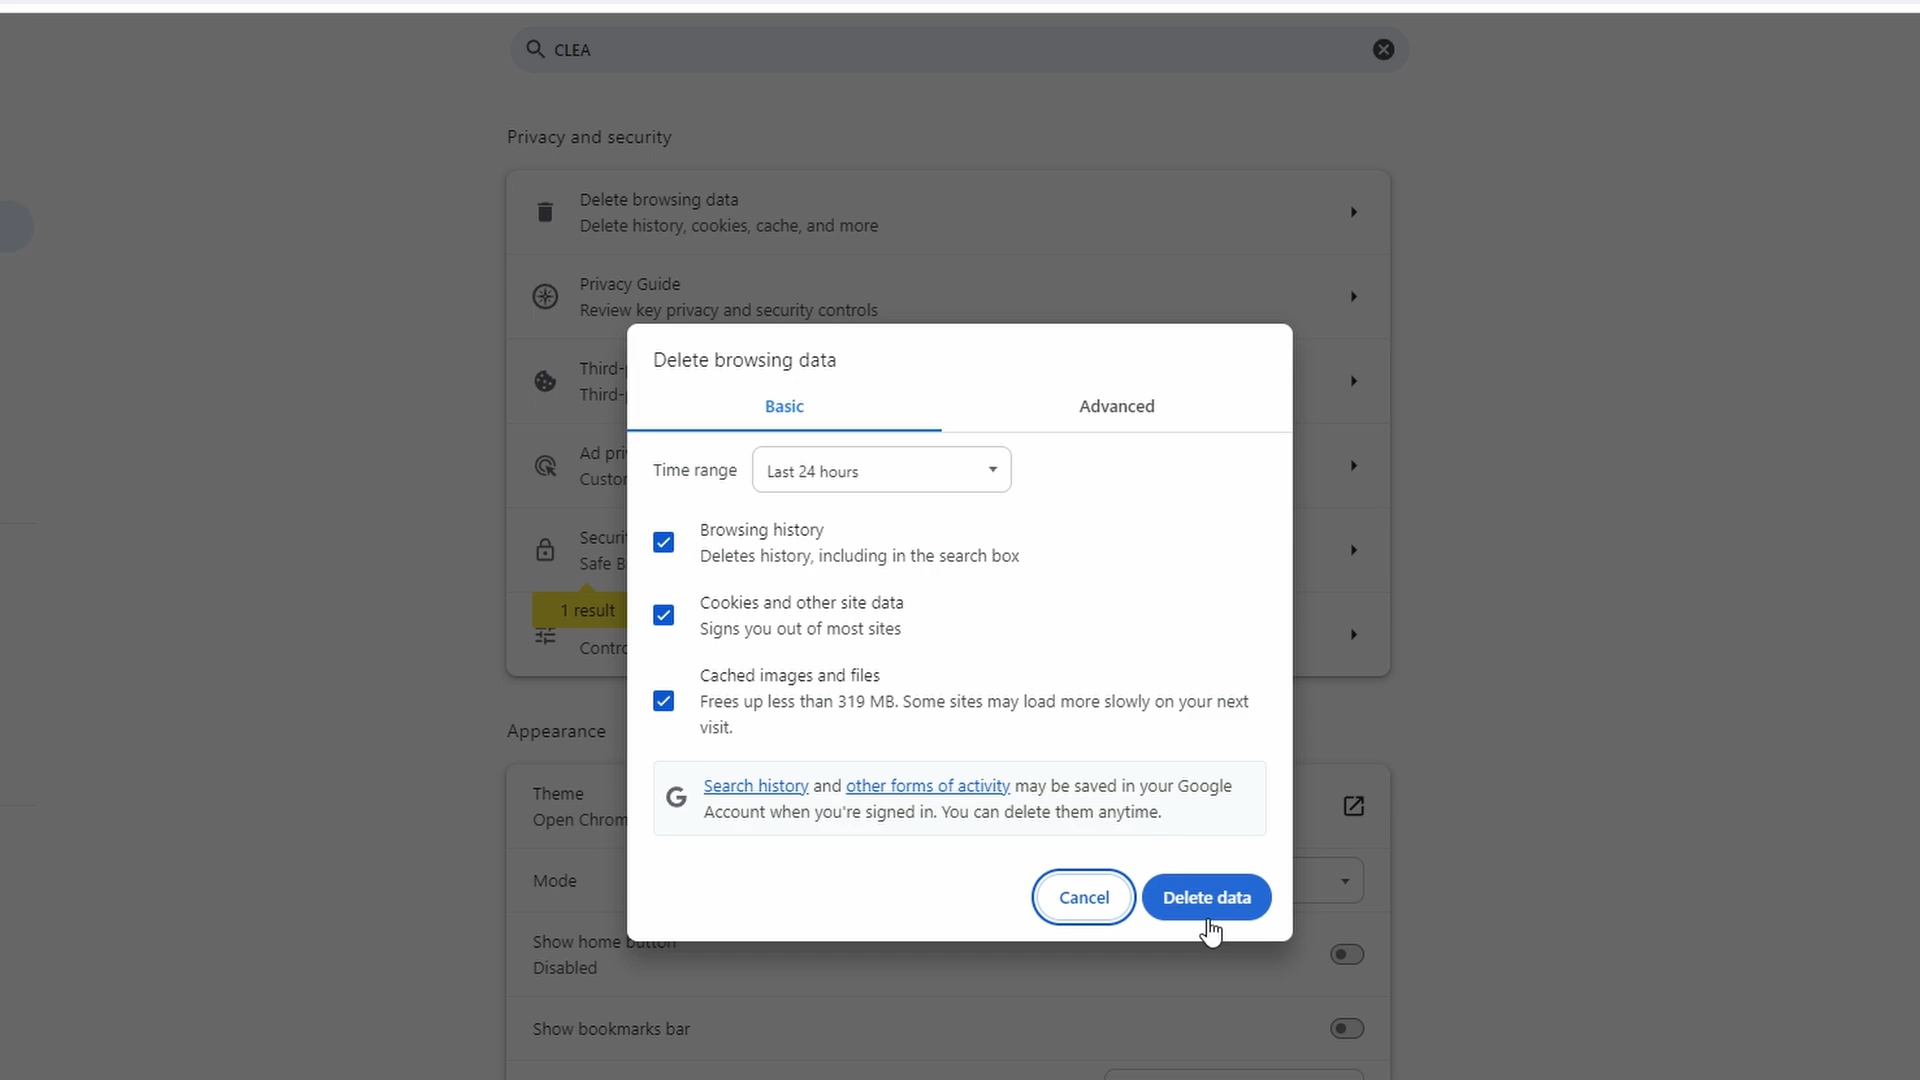 CLEA
Privacy and security
Delete browsing data
Delete history, cookies, cache, and more
Privacy Guide
Review key privacy and security controls
Third-
Third-
Ad pri
Custo
Securi
Safe B
1 result
Contro
Delete browsing data
Basic
Advanced
Time range
Last 24 hours
Browsing history
Deletes history, including in the search box
Cookies and other site data
Signs you out of most sites
Cached images and files
Frees up less than 319 MB. Some sites may load more slowly on your next
visit.
Search history and other forms of activity may be saved in your Google
Account when you're signed in. You can delete them anytime.
Cancel
Delete data
Appearance
Theme
Open Chrom
Mode
Show home button
Disabled
Show bookmarks bar